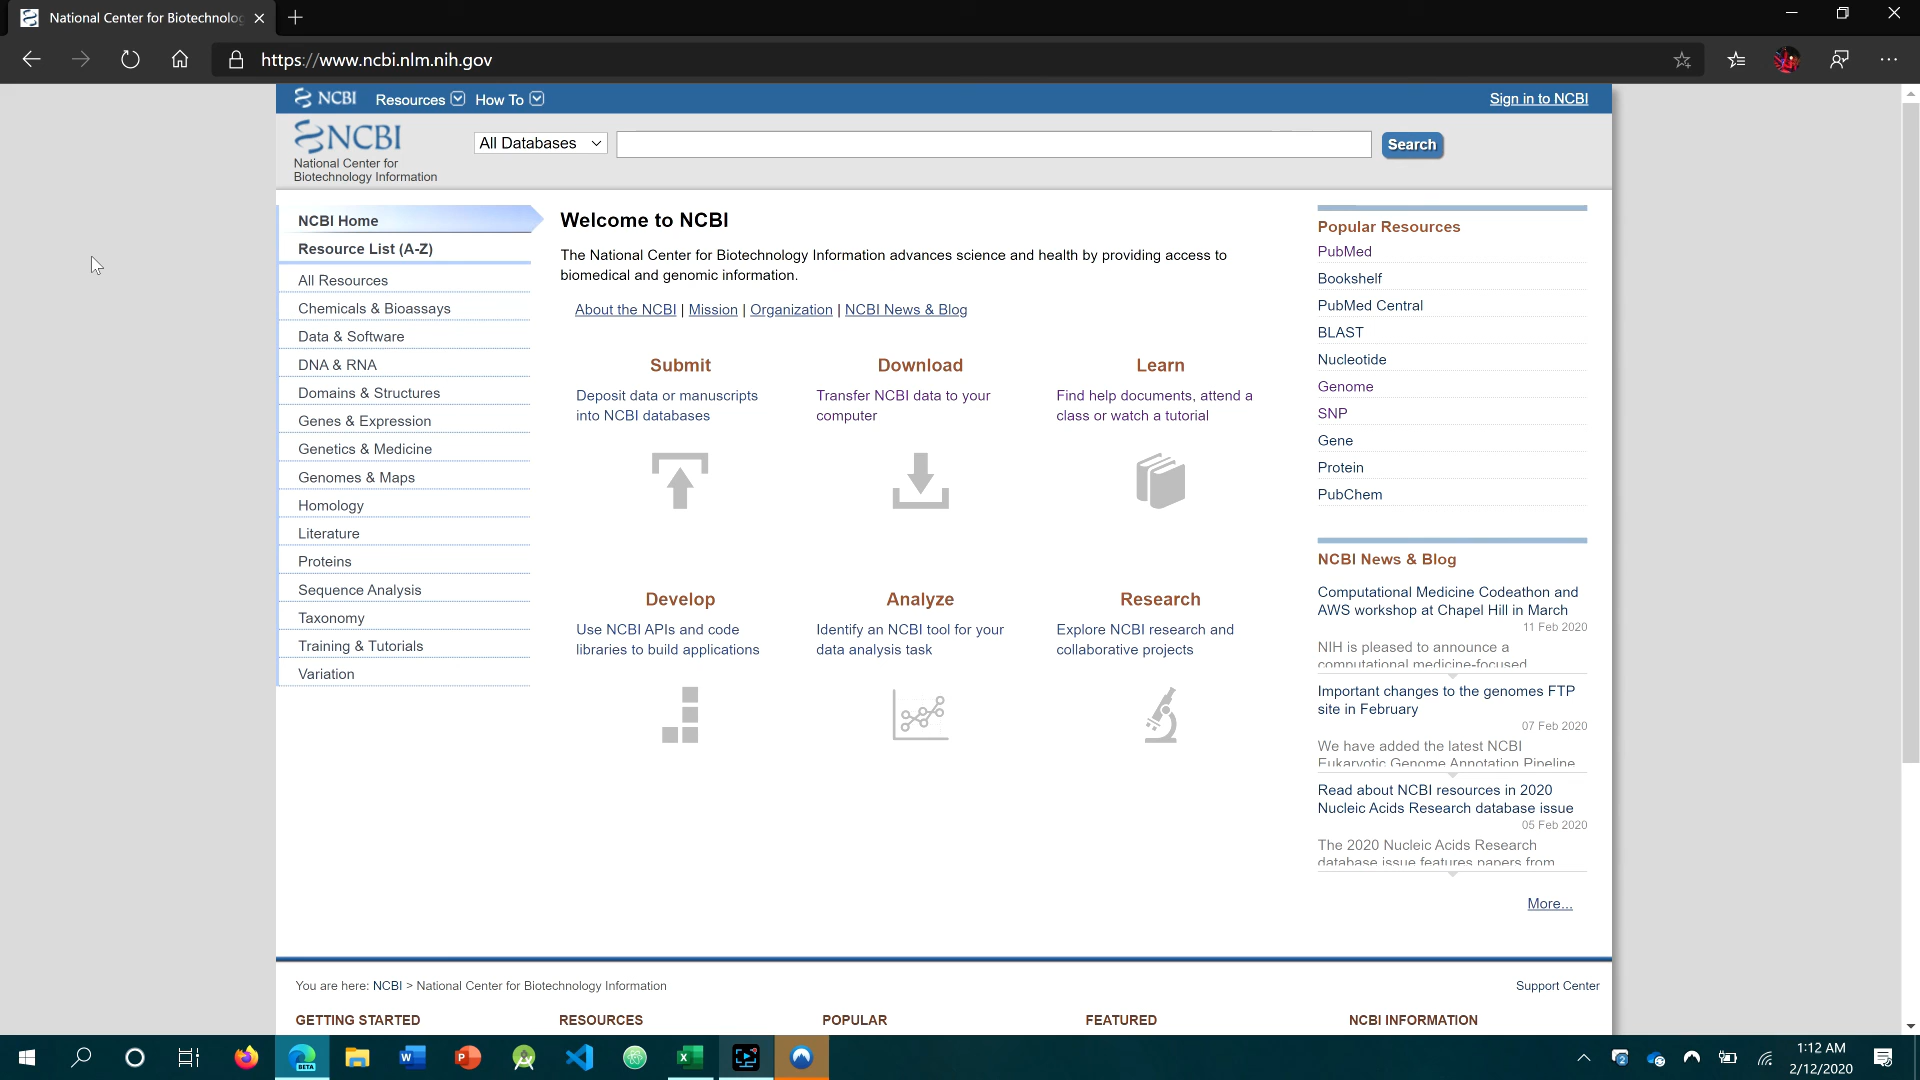 National Center for Biotechnolo
https://www.ncbi.nlm.nih.gov
NCBI Resources How To Sign in to NCBI
NCBI
National Center for
Biotechnology Information
All Databases Search
NCBI Home
Resource List (A-Z)
All Resources
Chemicals & Bioassays
Data & Software
DNA & RNA
Domains & Structures
Genes & Expression
Genetics & Medicine
Genomes & Maps
Homology
Literature
Proteins
Sequence Analysis
Taxonomy
Training & Tutorials
Variation
Welcome to NCBI
The National Center for Biotechnology Information advances science and health by providing access to
biomedical and genomic information.
About the NCBI | Mission | Organization | NCBI News & Blog
Submit
Deposit data or manuscripts
into NCBI databases
Download
Transfer NCBI data to your
computer
Learn
Find help documents, attend a
class or watch a tutorial
Develop
Use NCBI APIs and code
libraries to build applications
Analyze
Identify an NCBI tool for your
data analysis task
Research
Explore NCBI research and
collaborative projects
Popular Resources
PubMed
Bookshelf
PubMed Central
BLAST
Nucleotide
Genome
SNP
Gene
Protein
PubChem
NCBI News & Blog
Computational Medicine Codeathon and
AWS workshop at Chapel Hill in March
11 Feb 2020
NIH is pleased to announce a
computational medicine-focused
Important changes to the genomes FTP
site in February
07 Feb 2020
We have added the latest NCBI
Eukaryotic Genome Annotation Pipeline
Read about NCBI resources in 2020
Nucleic Acids Research database issue
05 Feb 2020
The 2020 Nucleic Acids Research
database issue features papers from
More...
You are here: NCBI > National Center for Biotechnology Information
Support Center
GETTING STARTED RESOURCES POPULAR FEATURED NCBI INFORMATION
BETA
1:12 AM
2/12/2020